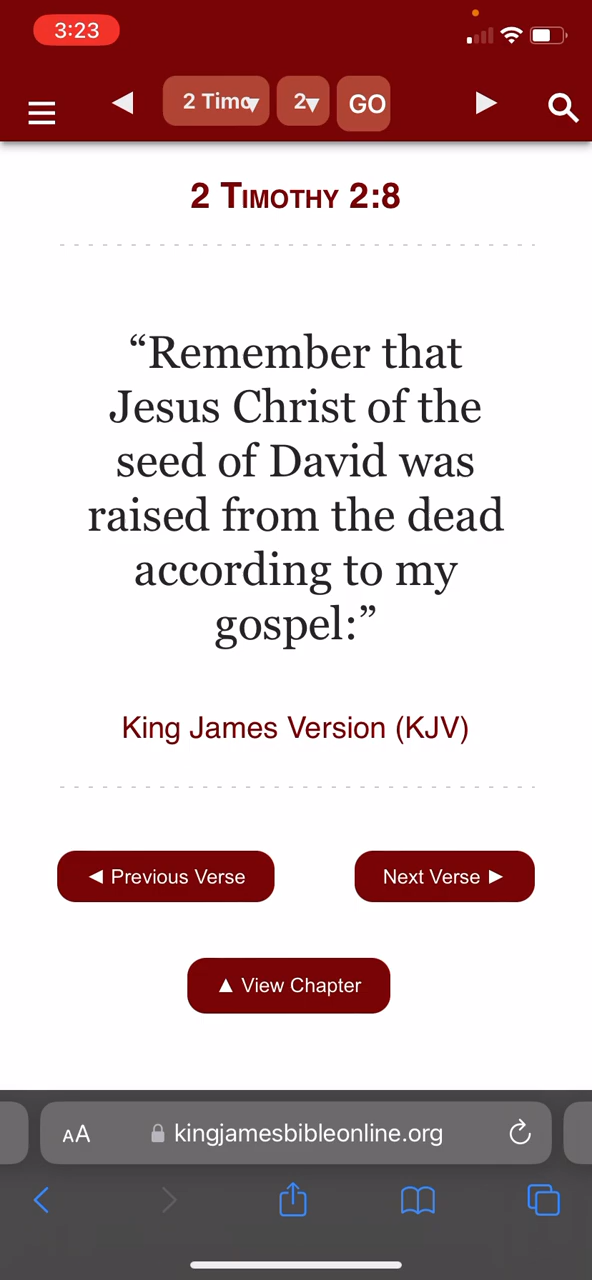 3:23
2 Timo
2
GO
2 Timothy 2:8
“Remember that
Jesus Christ of the
seed of David was
raised from the dead
according to my
gospel:”
King James Version (KJV)
◄ Previous Verse
Next Verse ►
▲ View Chapter
AA
kingjamesbibleonline.org